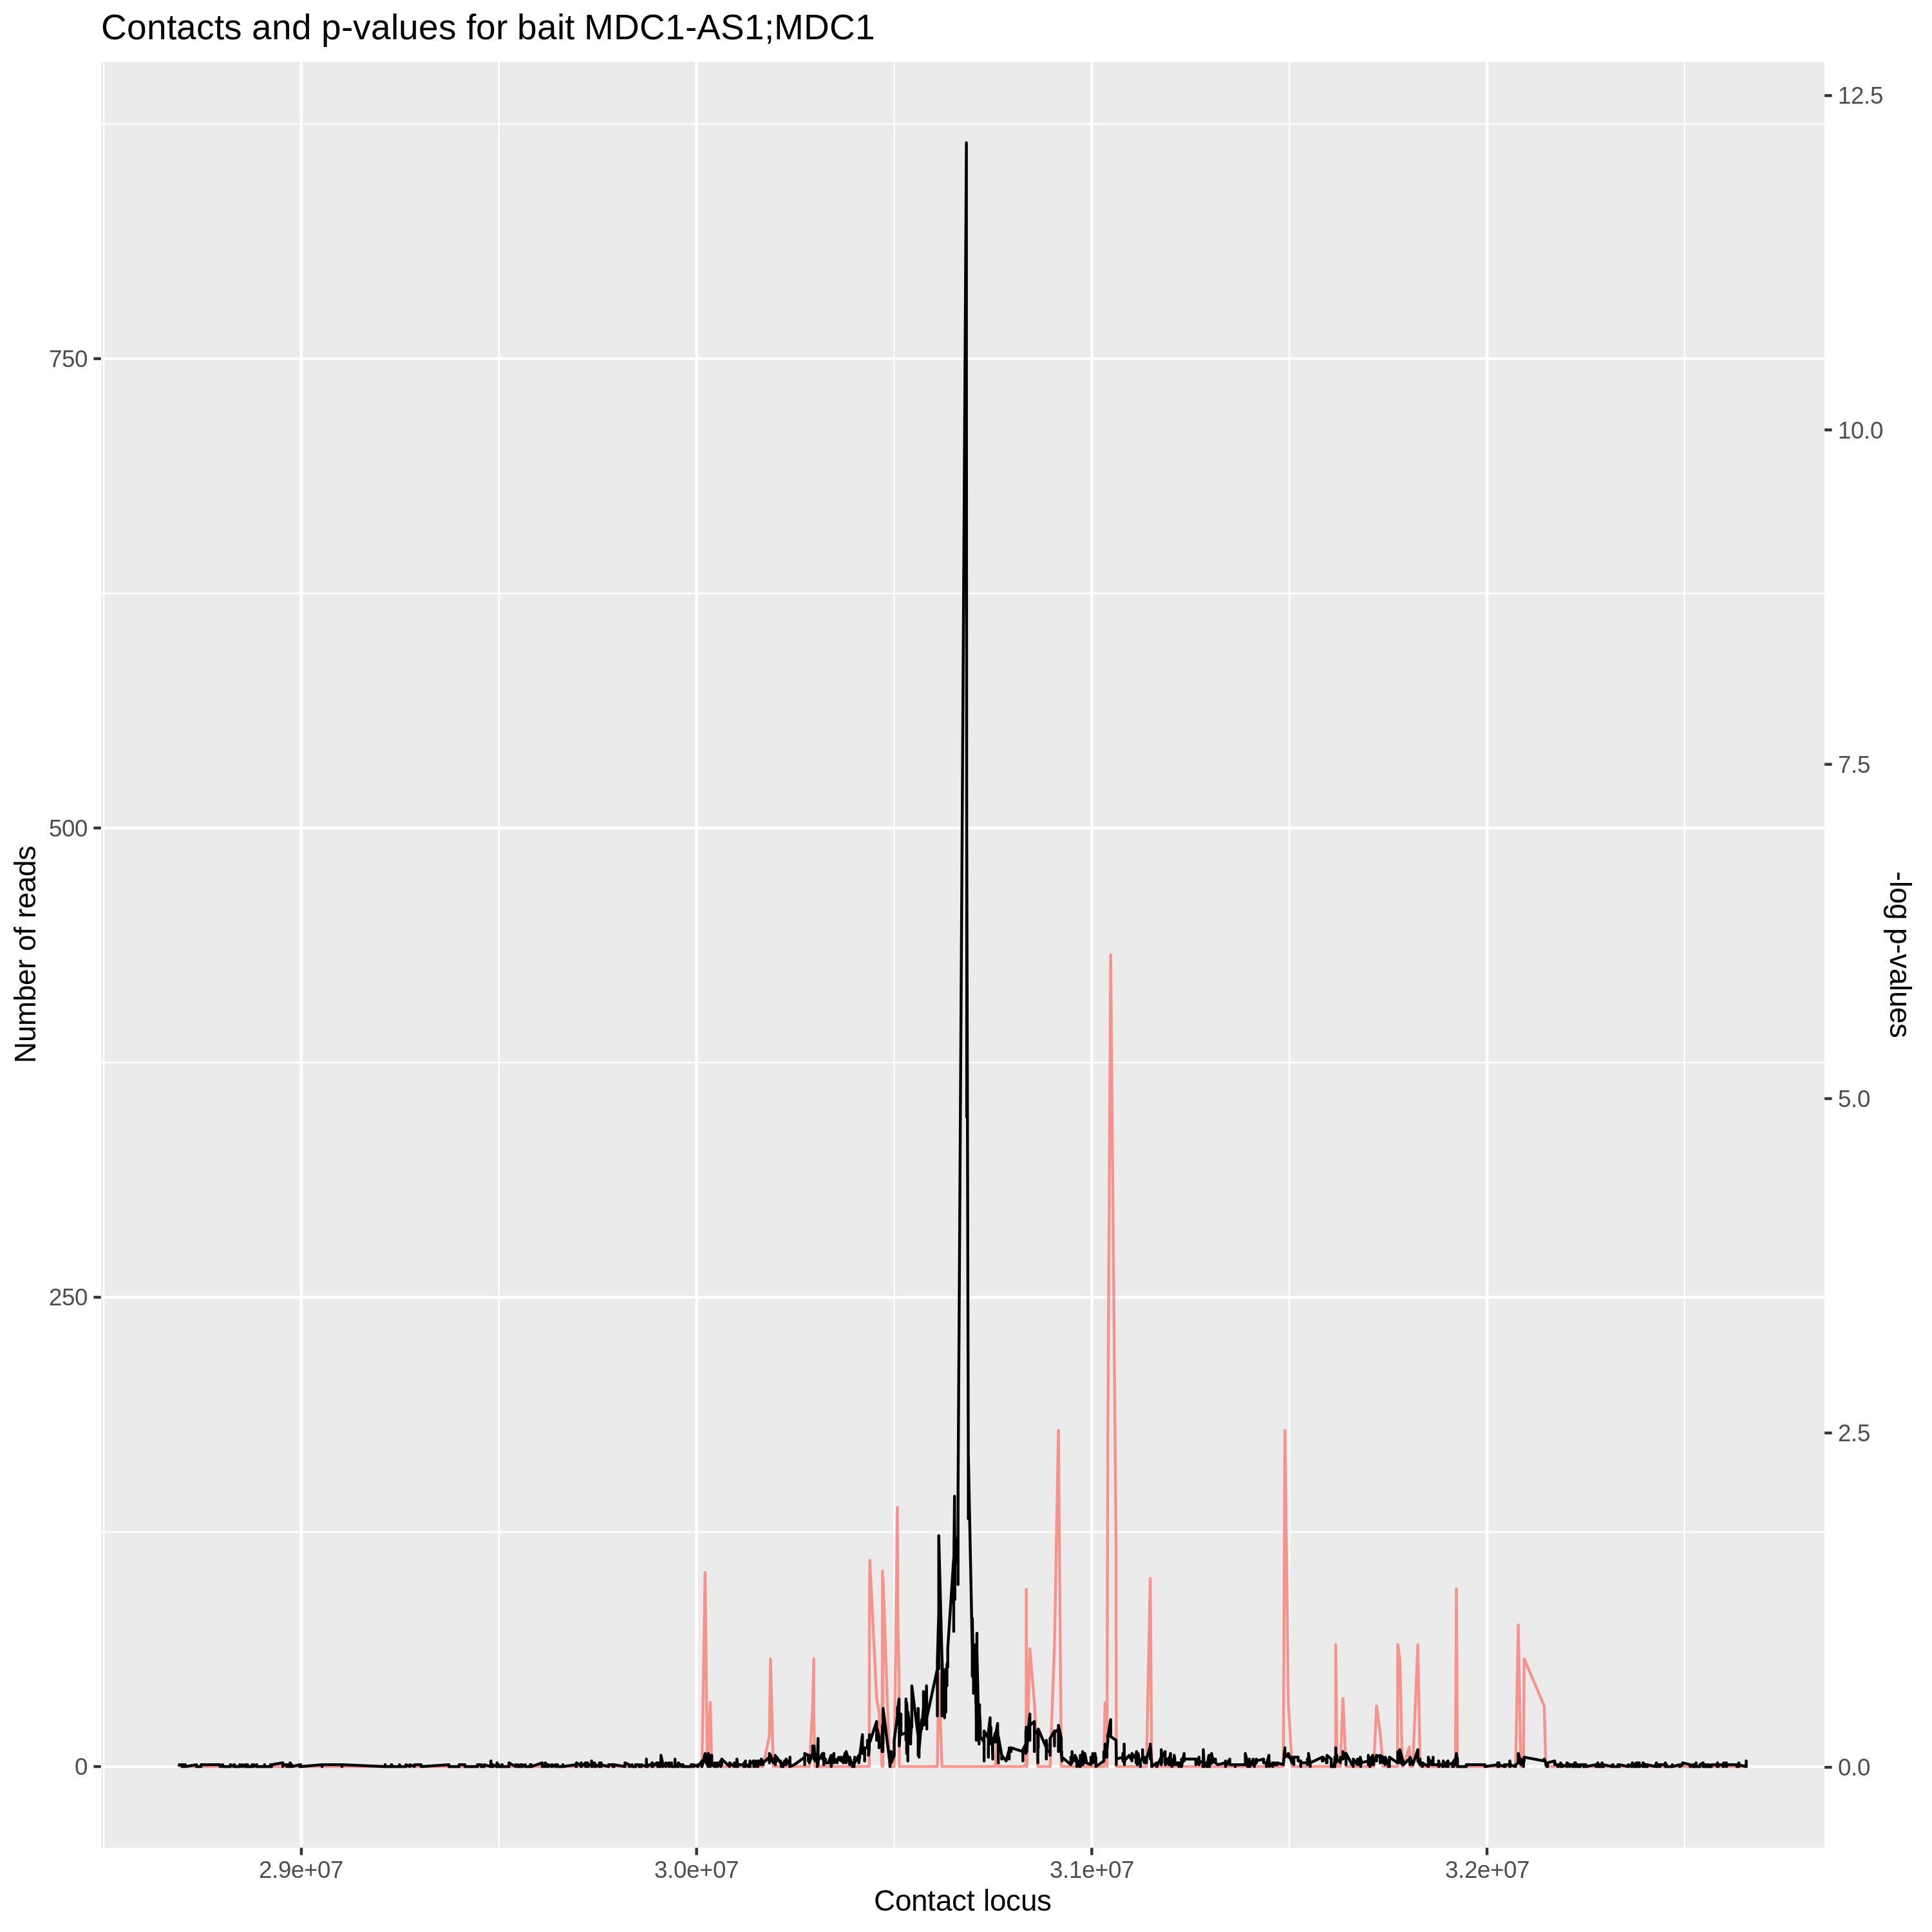 Contacts and p-values for bait MDC1-AS1;MDC1
12.5
750
10.0
7.5
500
Number of reads
-log p-values
5.0
250
2.5
0
0.0
2.9e+07
3.0e+07
3.1e+07
3.2e+07
Contact locus